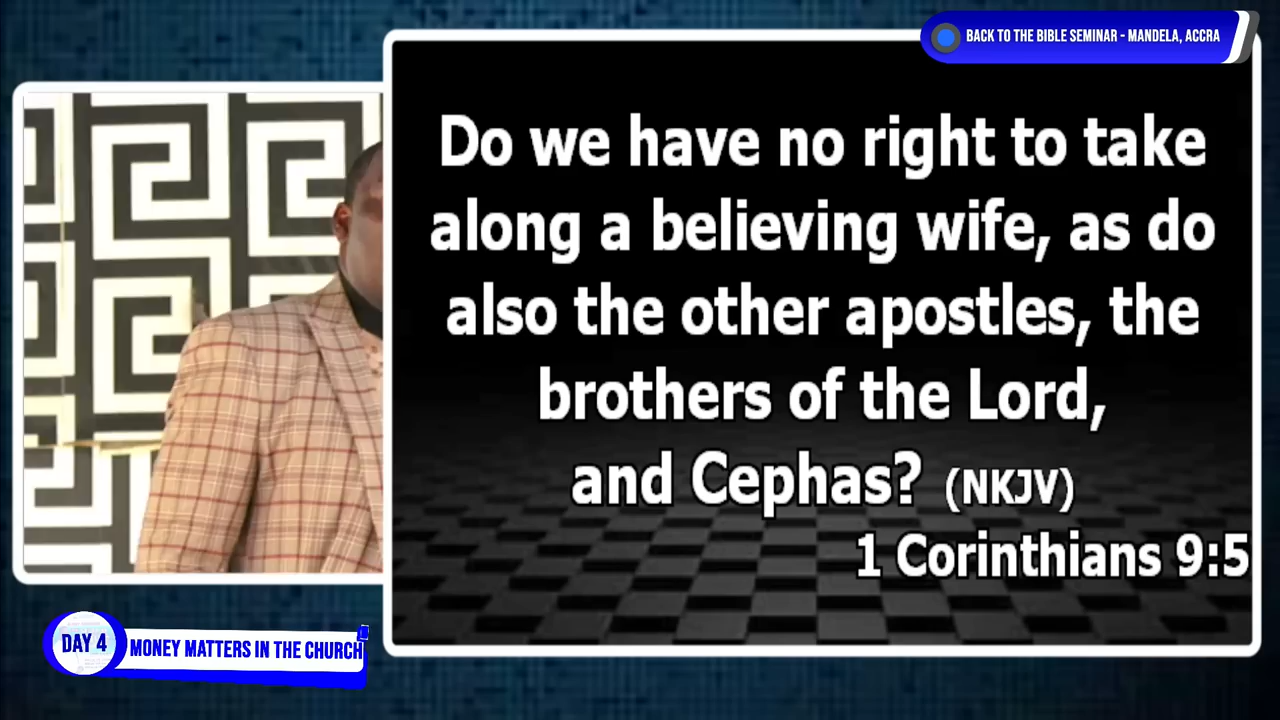 BACK TO THE BIBLE SEMINAR - MANDELA, ACCRA
Do we have no right to take
along a believing wife, as do
also the other apostles, the
brothers of the Lord,
and Cephas? (NKJV)
1 Corinthians 9:5
DAY 4
MONEY MATTERS IN THE CHURCH